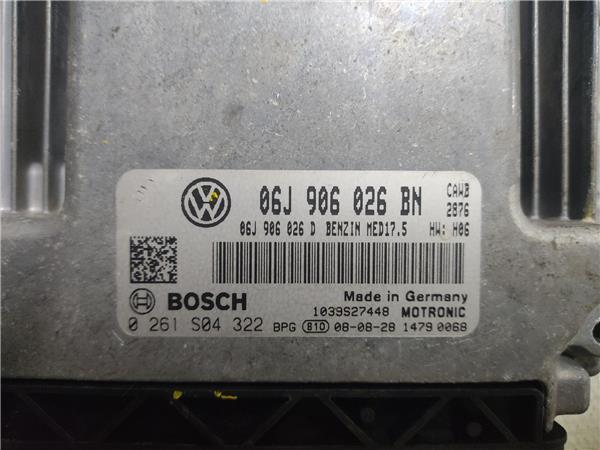 06J 906 026 BN CAWB
06J 906 026 D BENZIN MED17.5 2876
HW: H06
Made in Germany
BOSCH 1039S27448 MOTRONIC
0 261 S04 322 BPG 810 08-08-28 1479 0068